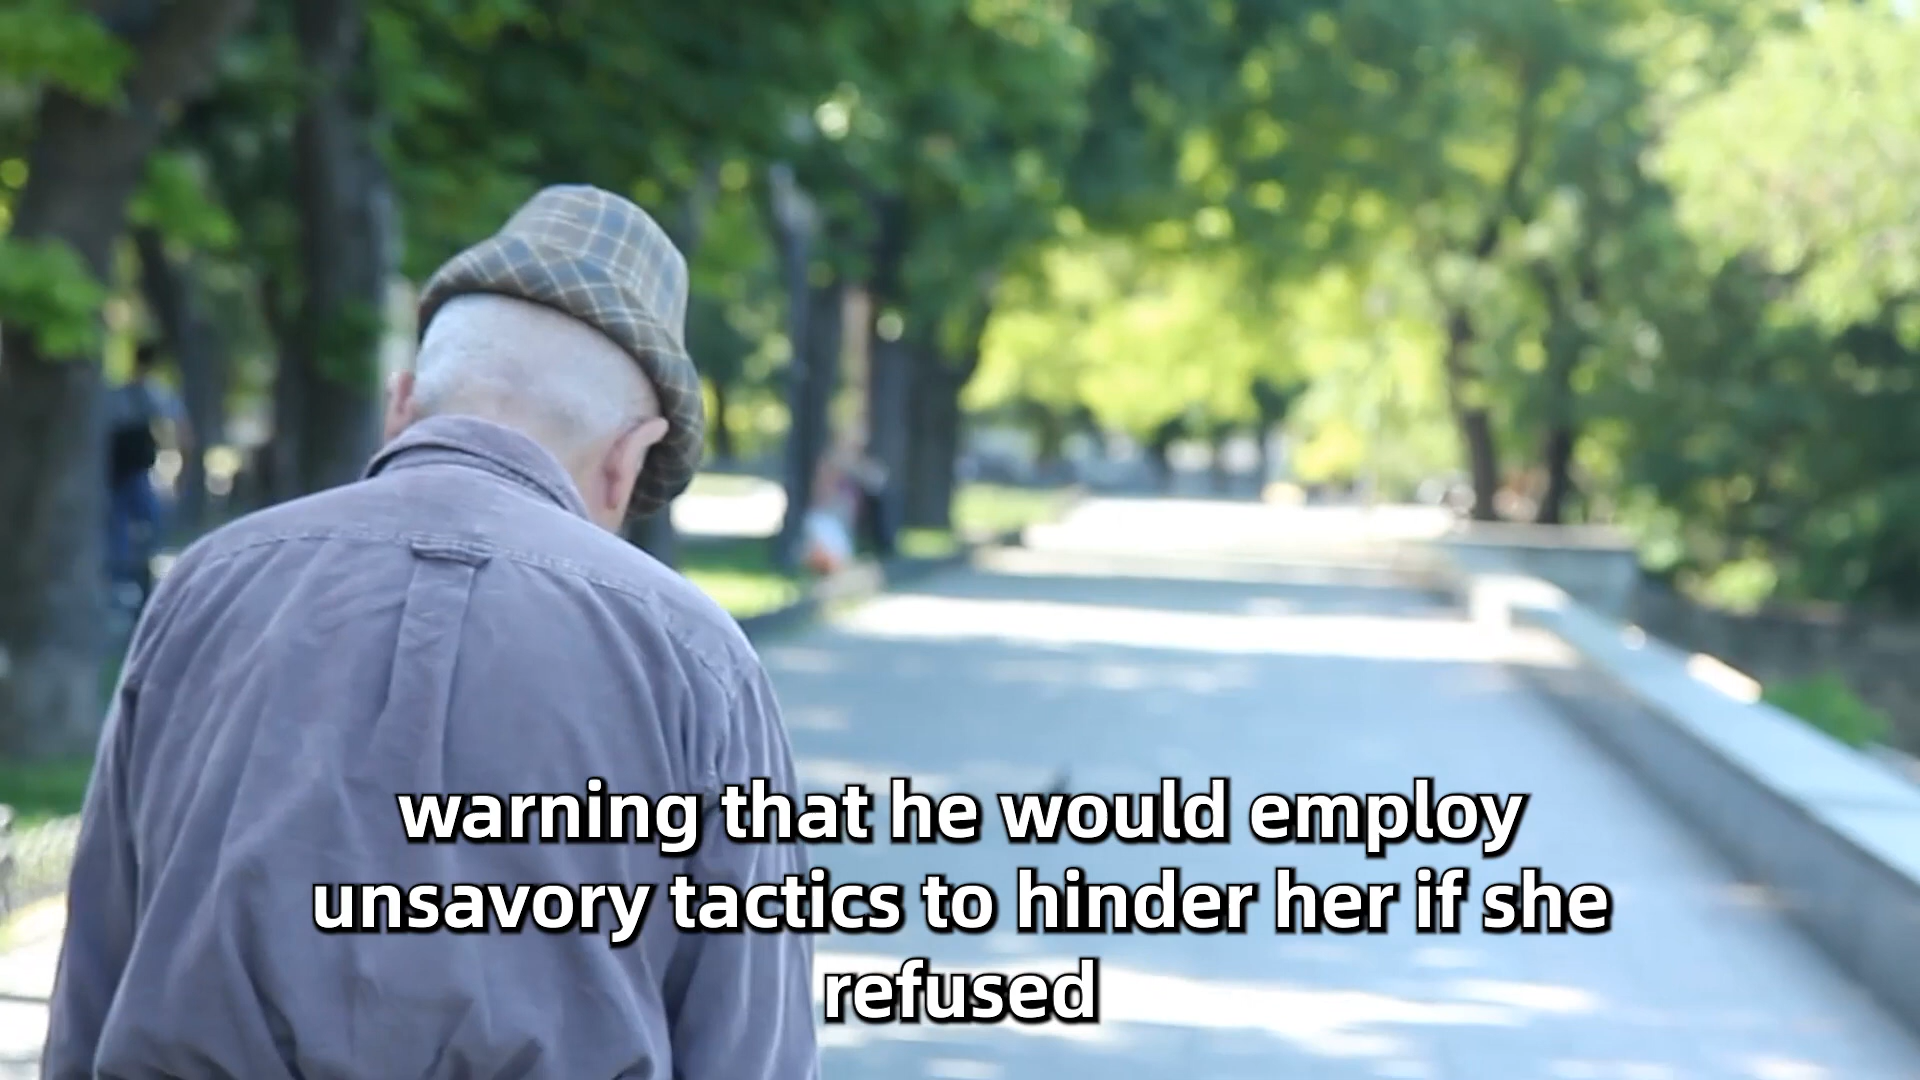 warning that he would employ
unsavory tactics to hinder her if she
refused